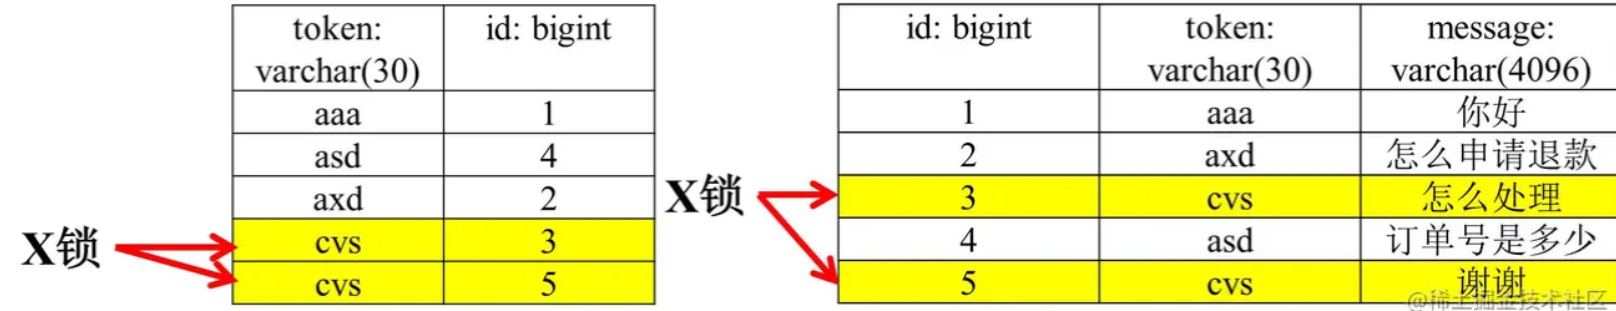 token: varchar(30) id: bigint
aaa 1
asd 4
axd 2
cvs 3
cvs 5
X锁
id: bigint token: varchar(30) message: varchar(4096)
1 aaa 你好
2 axd 怎么申请退款
3 cvs 怎么处理
4 asd 订单号是多少
5 cvs 谢谢
X锁
@稀土掘金技术社区